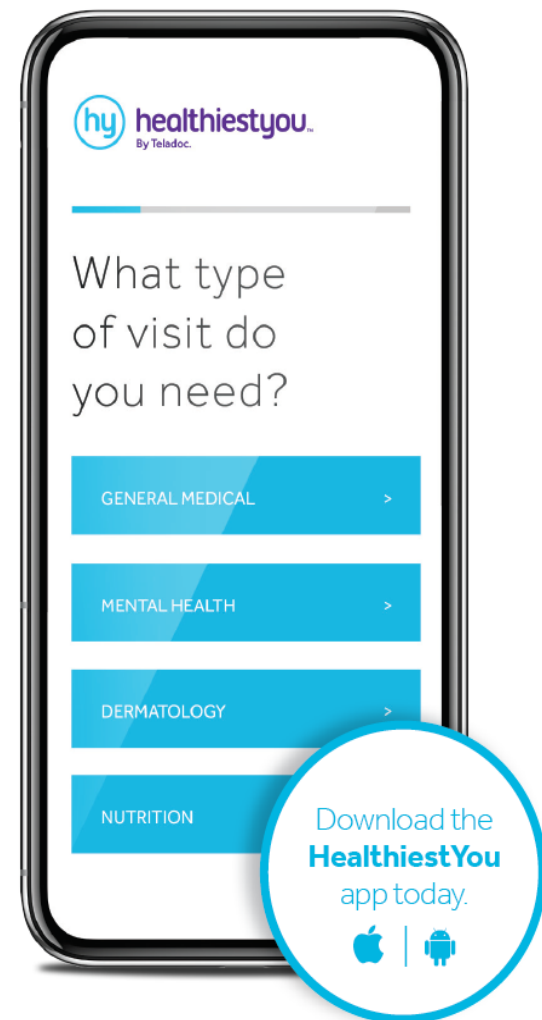 hy healthiestyou™
By Teladoc.
What type
of visit do
you need?
GENERAL MEDICAL >
MENTAL HEALTH >
DERMATOLOGY >
NUTRITION
Download the
HealthiestYou
app today.